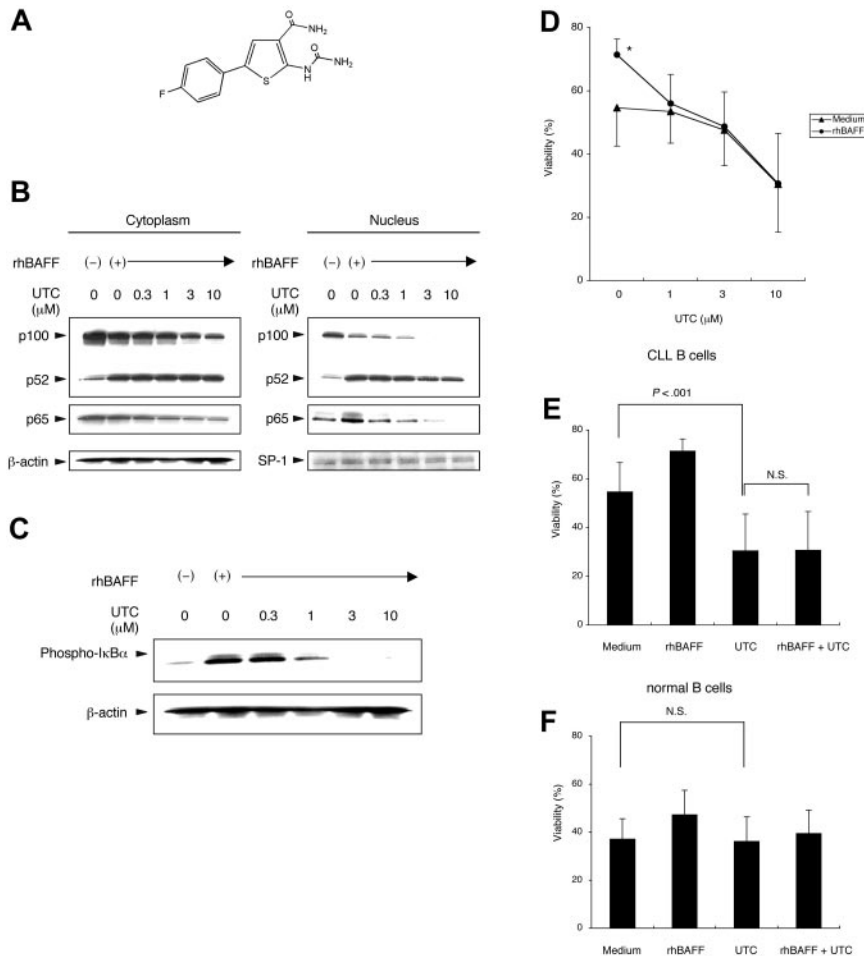 A
O
NH₂
O
NH
NH₂
S
F
B
Cytoplasm
Nucleus
rhBAFF (–) (+)
rhBAFF (–) (+)
UTC 0 0 0.3 1 3 10
(μM)
UTC 0 0 0.3 1 3 10
(μM)
p100
p52
p65
β-actin
p100
p52
p65
SP-1
C
rhBAFF (–) (+)
UTC 0 0 0.3 1 3 10
(μM)
Phospho-IκBα
β-actin
D
80
60
40
20
0
Viability (%)
*
Medium
rhBAFF
0 1 3 10
UTC (μM)
CLL B cells
E
P < .001
N.S.
80
60
40
20
0
Viability (%)
Medium rhBAFF UTC rhBAFF + UTC
normal B cells
F
N.S.
80
60
40
20
0
Viability (%)
Medium rhBAFF UTC rhBAFF + UTC